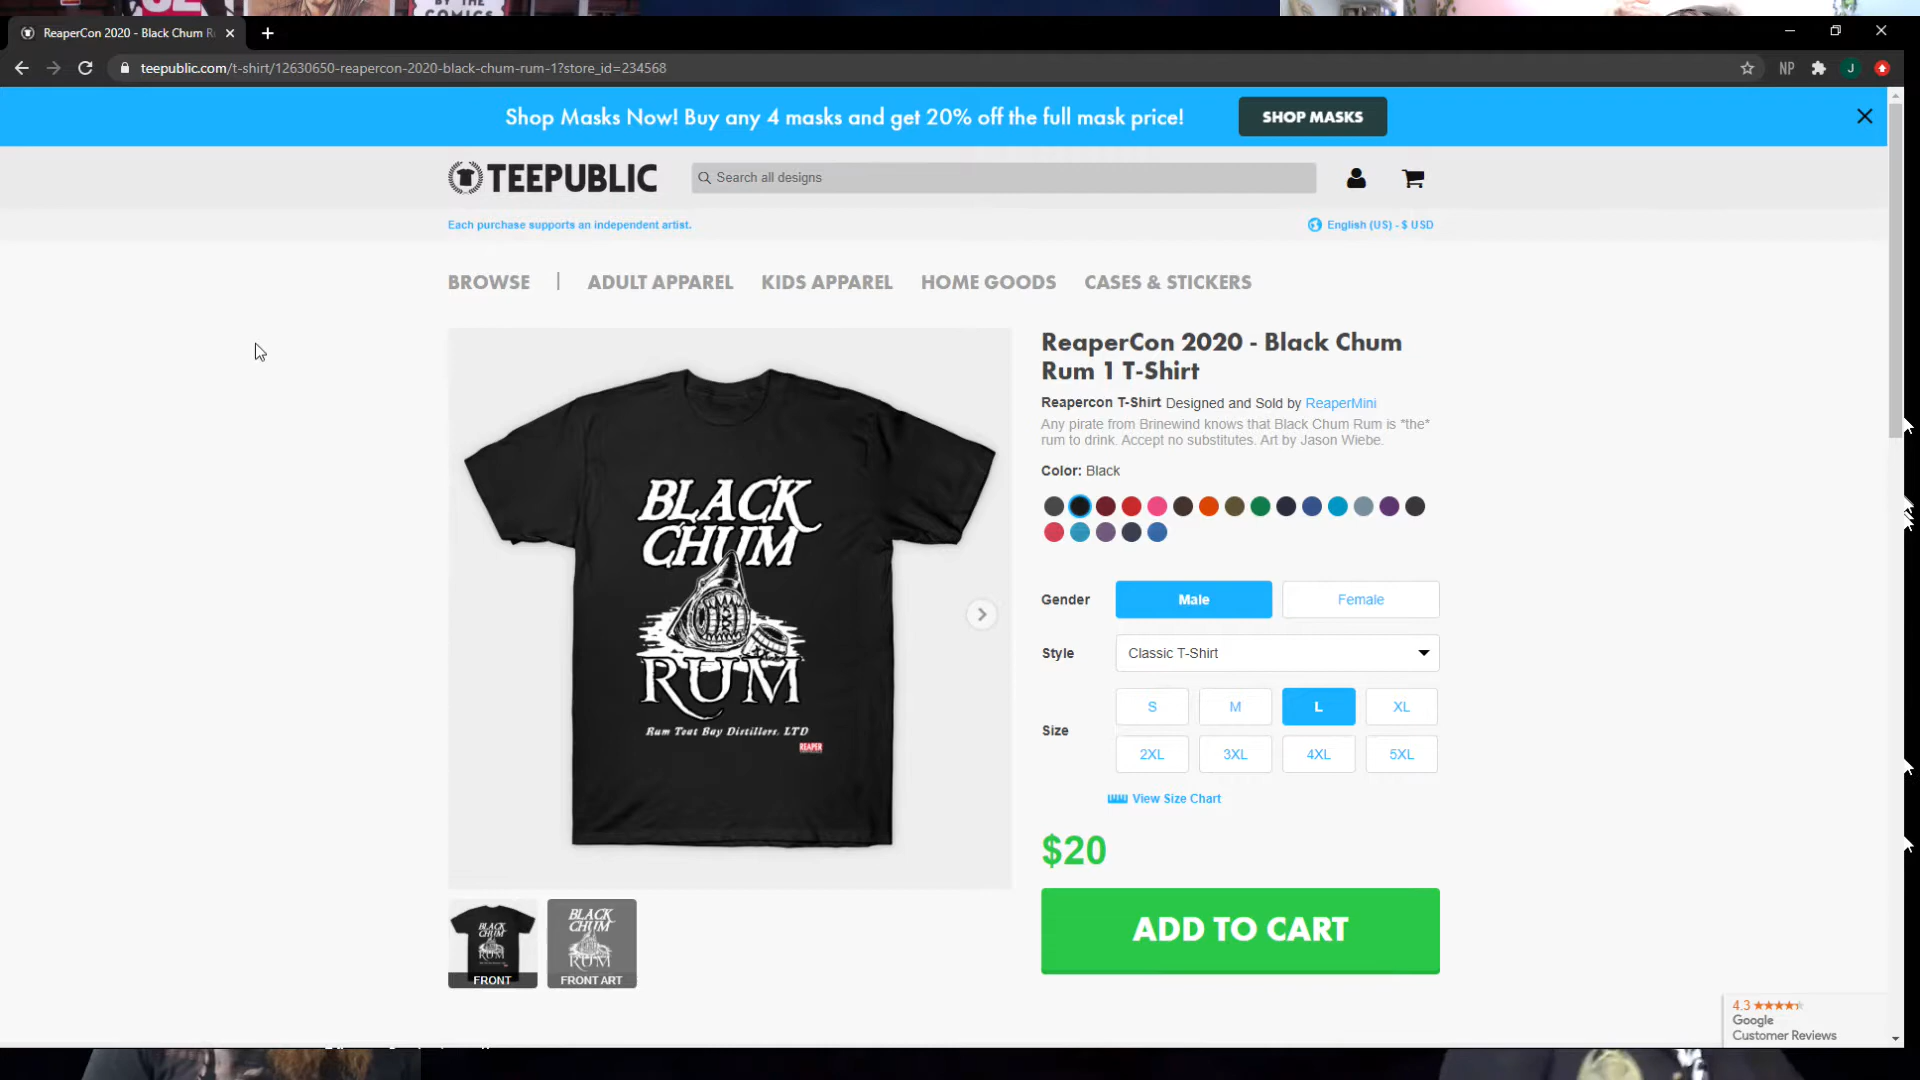 BY THE
COMICS
ReaperCon 2020 - Black Chum R
teepublic.com/t-shirt/12630650-reapercon-2020-black-chum-rum-1?store_id=234568
NP
J
Shop Masks Now! Buy any 4 masks and get 20% off the full mask price!
SHOP MASKS
TEEPUBLIC
Search all designs
Each purchase supports an independent artist.
English (US) - $ USD
BROWSE | ADULT APPAREL KIDS APPAREL HOME GOODS CASES & STICKERS
BLACK
CHUM
RUM
Rum Toat Bay Distillers, LTD
REAPER
FRONT
FRONT ART
ReaperCon 2020 - Black Chum
Rum 1 T-Shirt
Reapercon T-Shirt Designed and Sold by ReaperMini
Any pirate from Brinewind knows that Black Chum Rum is *the*
rum to drink. Accept no substitutes. Art by Jason Wiebe.
Color: Black
Gender Male Female
Style Classic T-Shirt
Size
S M L XL
2XL 3XL 4XL 5XL
View Size Chart
$20
ADD TO CART
4.3
Google
Customer Reviews